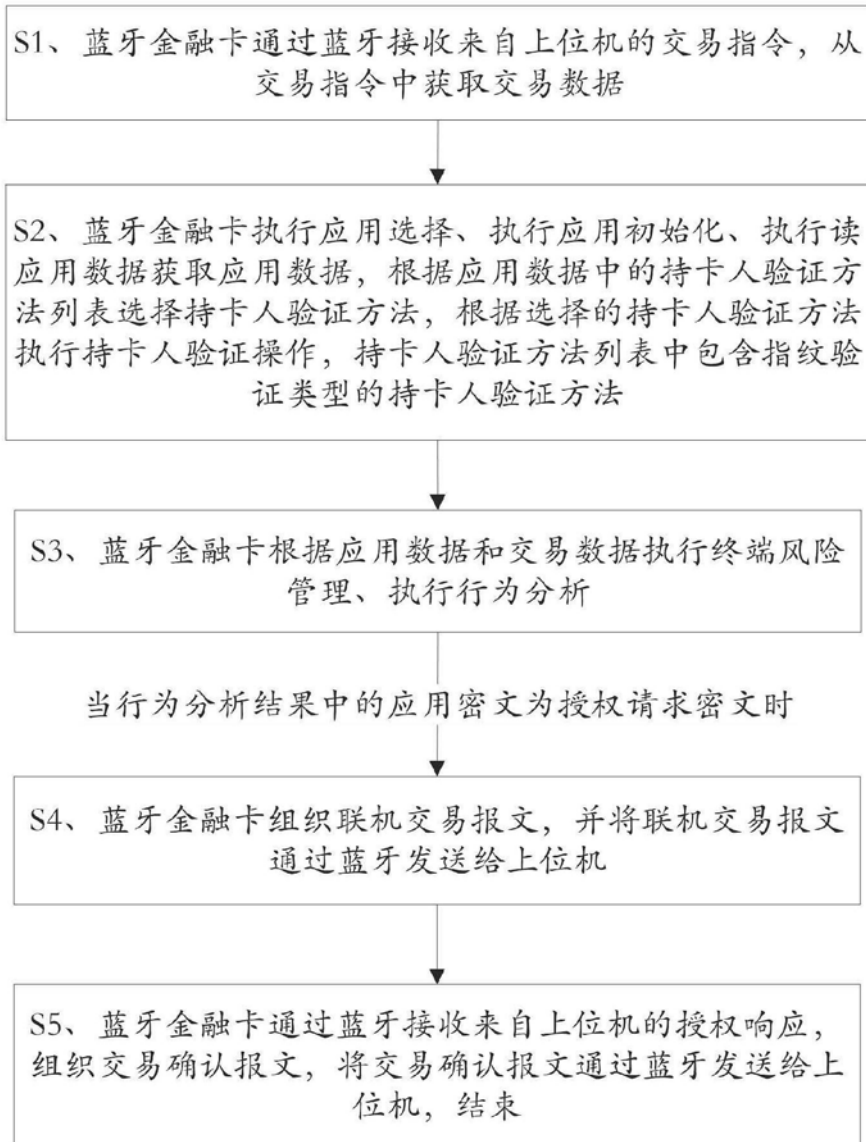 S1、蓝牙金融卡通过蓝牙接收来自上位机的交易指令，从
交易指令中获取交易数据
S2、蓝牙金融卡执行应用选择、执行应用初始化、执行读
应用数据获取应用数据，根据应用数据中的持卡人验证方
法列表选择持卡人验证方法，根据选择的持卡人验证方法
执行持卡人验证操作，持卡人验证方法列表中包含指纹验
证类型的持卡人验证方法
S3、蓝牙金融卡根据应用数据和交易数据执行终端风险
管理、执行行为分析
当行为分析结果中的应用密文为授权请求密文时
S4、蓝牙金融卡组织联机交易报文，并将联机交易报文
通过蓝牙发送给上位机
S5、蓝牙金融卡通过蓝牙接收来自上位机的授权响应，
组织交易确认报文，将交易确认报文通过蓝牙发送给上
位机，结束